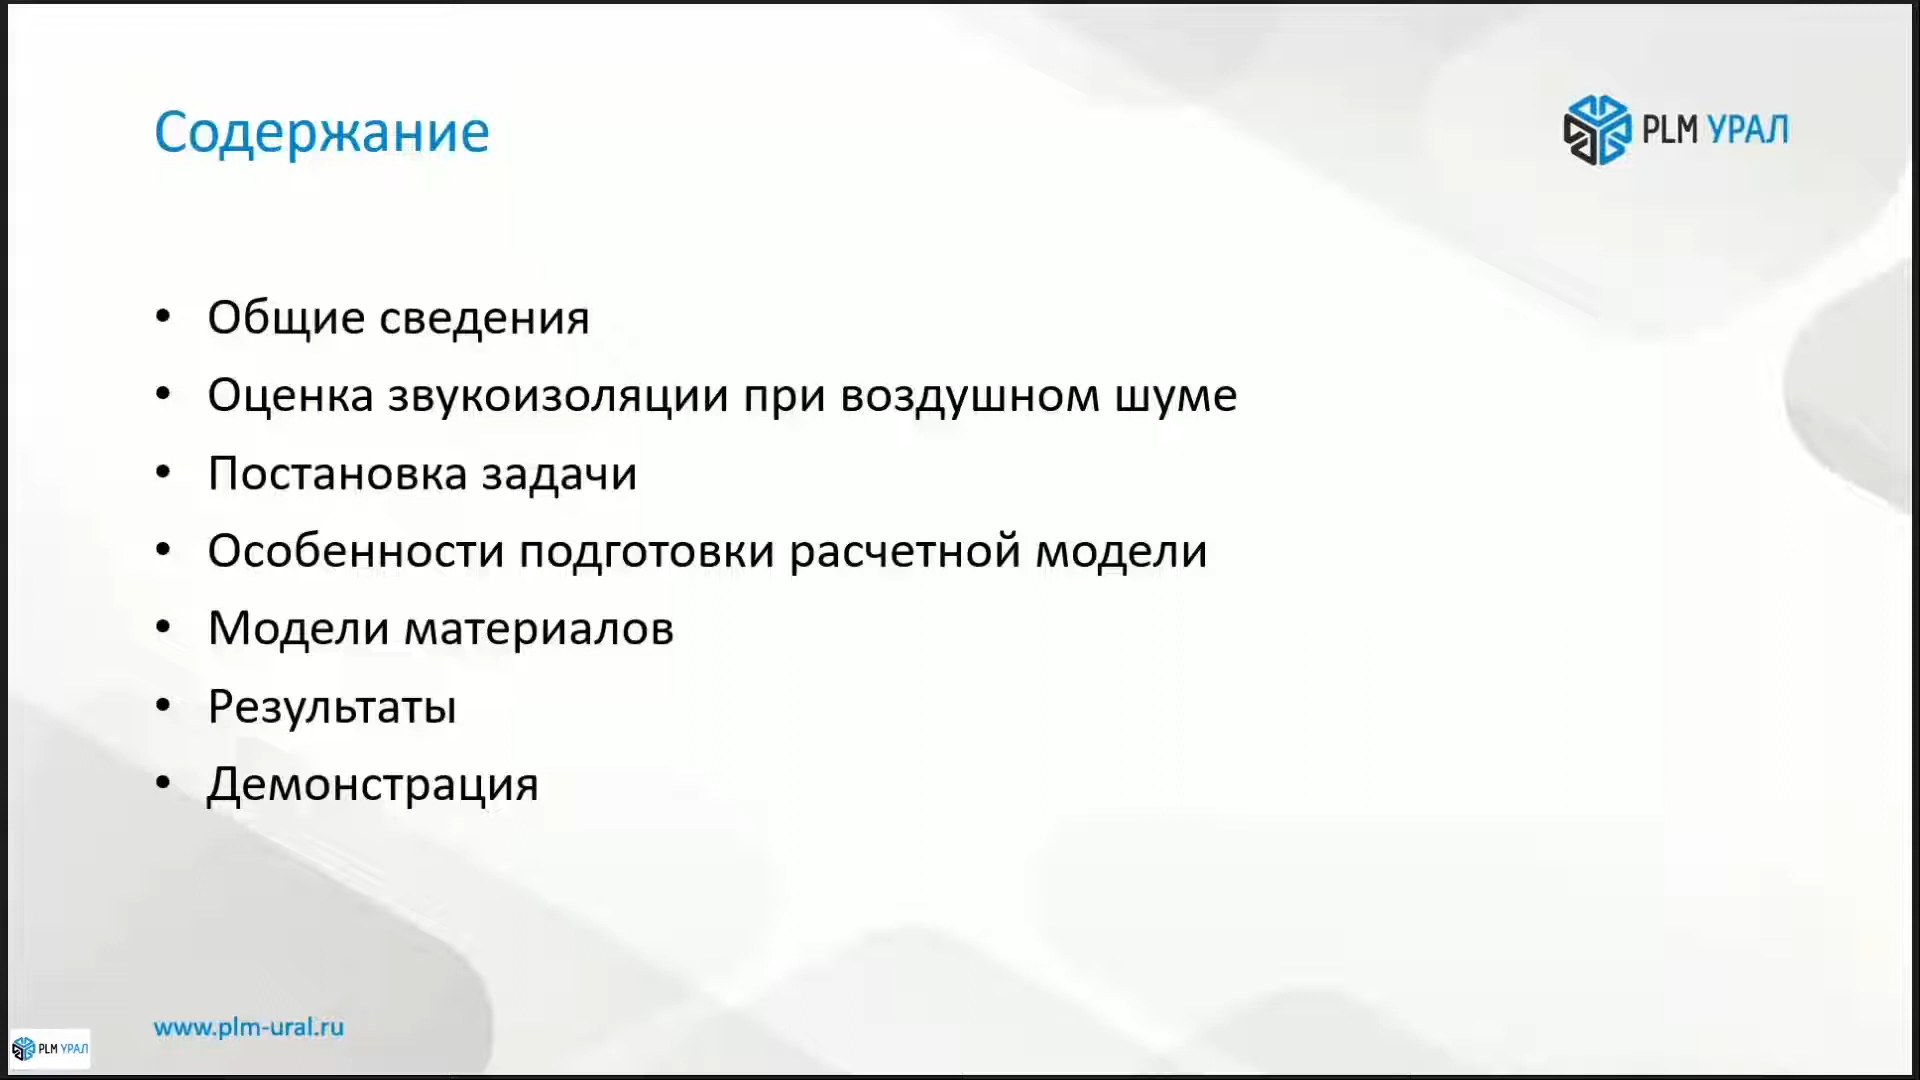 Содержание
PLM УРАЛ
• Общие сведения
• Оценка звукоизоляции при воздушном шуме
• Постановка задачи
• Особенности подготовки расчетной модели
• Модели материалов
• Результаты
• Демонстрация
www.plm-ural.ru
PLM УРАЛ